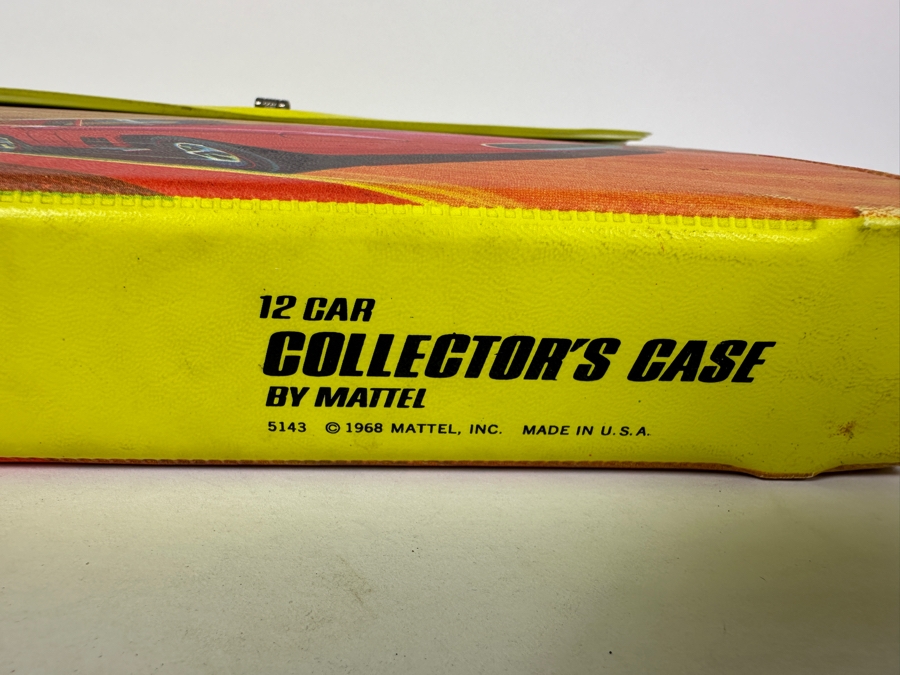 12 CAR
COLLECTOR'S CASE
BY MATTEL
5143 © 1968 MATTEL, INC. MADE IN U.S.A.